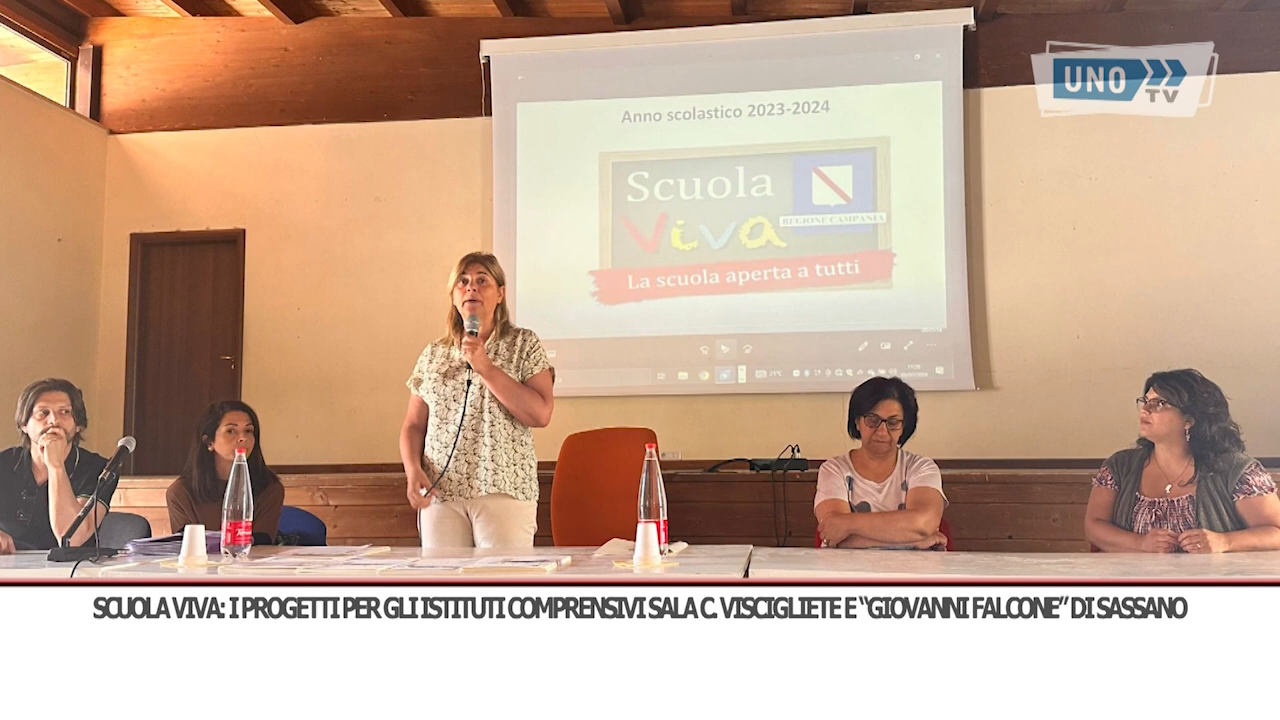 UNO
TV
Anno scolastico 2023-2024
Scuola
viva
REGIONE CAMPANIA
La scuola aperta a tutti
SCUOLA VIVA: I PROGETTI PER GLI ISTITUTI COMPRENSIVI SALA C. VISCIGLIETE E “GIOVANNI FALCONE” DI SASSANO